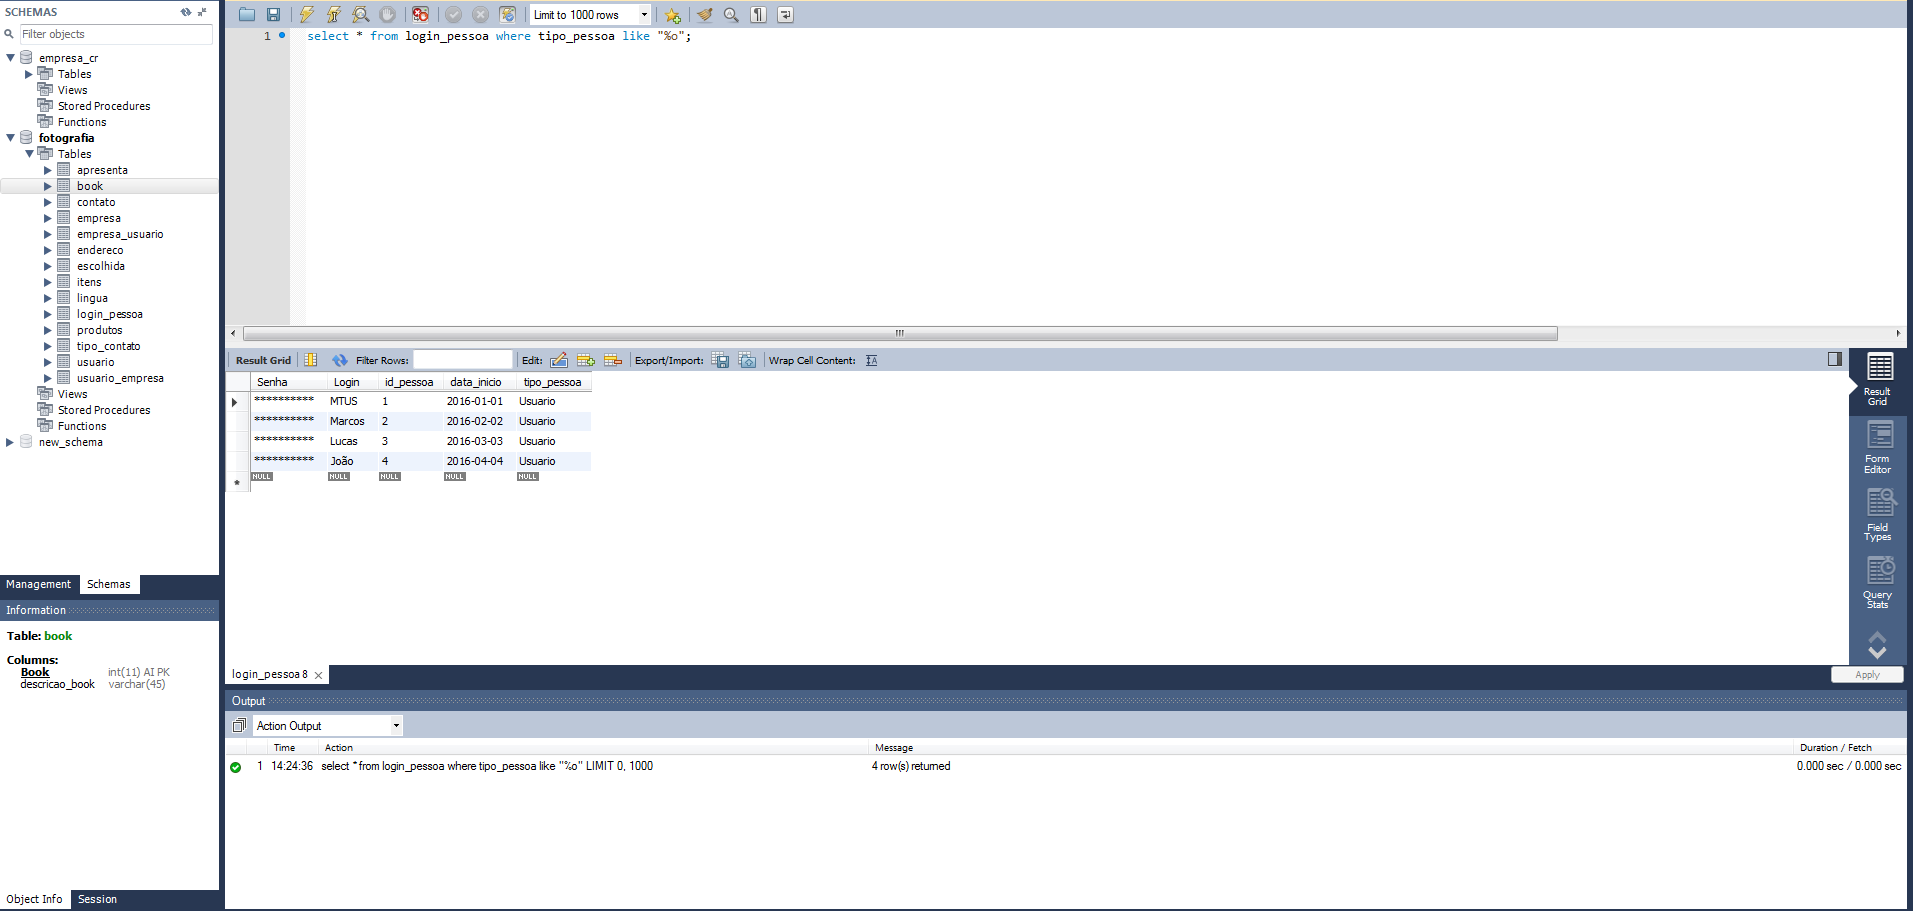 SCHEMAS
Filter objects
empresa_cr
Tables
Views
Stored Procedures
Functions
fotografia
Tables
apresenta
book
contato
empresa
empresa_usuario
endereco
escolhida
itens
lingua
login_pessoa
produtos
tipo_contato
usuario
usuario_empresa
Views
Stored Procedures
Functions
new_schema
Management Schemas
Information
Table: book
Columns:
Book int(11) AI PK
descricao_book varchar(45)
Object Info Session
Limit to 1000 rows
1 select * from login_pessoa where tipo_pessoa like "%o";
Result Grid Filter Rows: Edit: Export/Import: Wrap Cell Content:
Senha Login id_pessoa data_inicio tipo_pessoa
********** MTUS 1 2016-01-01 Usuario
********** Marcos 2 2016-02-02 Usuario
********** Lucas 3 2016-03-03 Usuario
********** João 4 2016-04-04 Usuario
* NULL NULL NULL NULL NULL
Result
Grid
Form
Editor
Field
Types
Query
Stats
login_pessoa 8
Apply
Output
Action Output
Time Action Message Duration / Fetch
1 14:24:36 select * from login_pessoa where tipo_pessoa like "%o" LIMIT 0, 1000 4 row(s) returned 0.000 sec / 0.000 sec